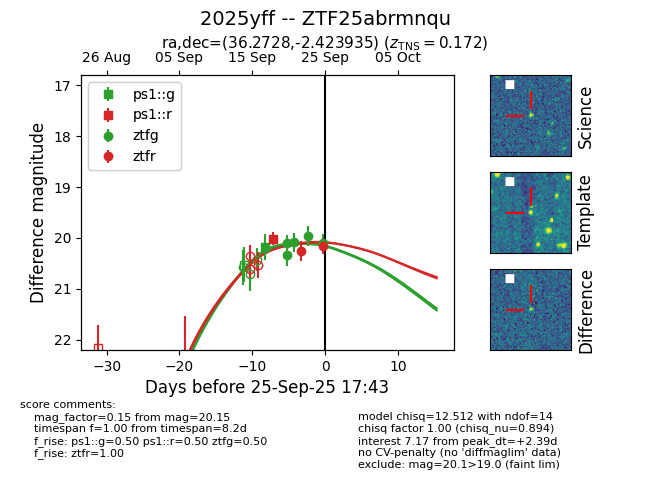 2025yff -- ZTF25abrmnqu
ra,dec=(36.2728,-2.423935) (z_TNS = 0.172)
26 Aug 05 Sep 15 Sep 25 Sep 05 Oct
ps1::g
ps1::r
ztfg
ztfr
17
18
19
20
21
22
Difference magnitude
−30 −20 −10 0 10
Days before 25-Sep-25 17:43
Science
Template
Difference
score comments:
mag_factor=0.15 from mag=20.15
timespan f=1.00 from timespan=8.2d
f_rise: ps1::g=0.50 ps1::r=0.50 ztfg=0.50
f_rise: ztfr=1.00
model chisq=12.512 with ndof=14
chisq factor 1.00 (chisq_nu=0.894)
interest 7.17 from peak_dt=+2.39d
no CV-penalty (no 'diffmaglim' data)
exclude: mag=20.1>19.0 (faint lim)